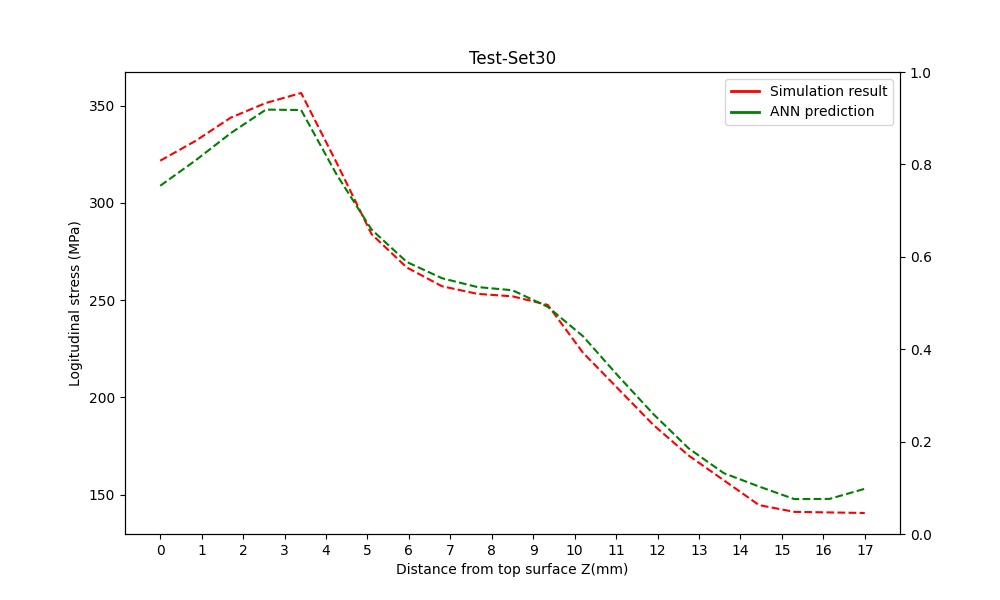 Test-Set30
Simulation result
ANN prediction
Logitudinal stress (MPa)
350
300
250
200
150
1.0
0.8
0.6
0.4
0.2
0.0
0 1 2 3 4 5 6 7 8 9 10 11 12 13 14 15 16 17
Distance from top surface Z(mm)